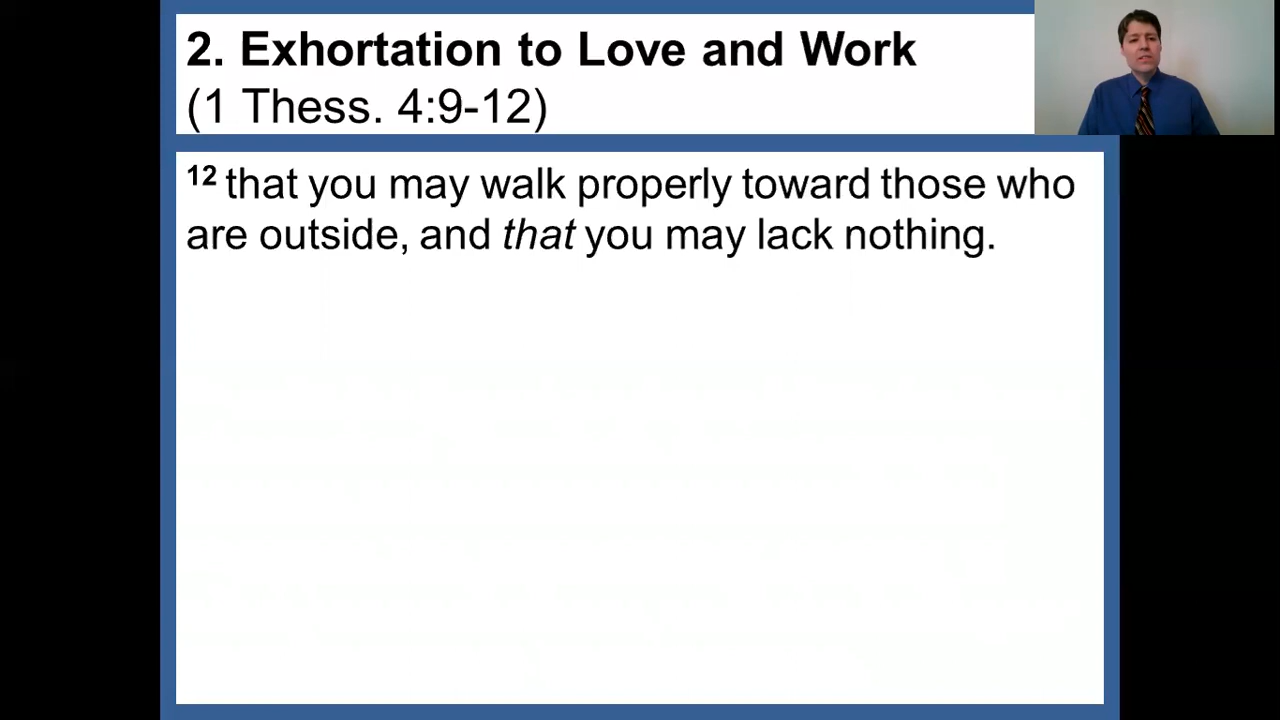 2. Exhortation to Love and Work
(1 Thess. 4:9-12)
12 that you may walk properly toward those who
are outside, and that you may lack nothing.